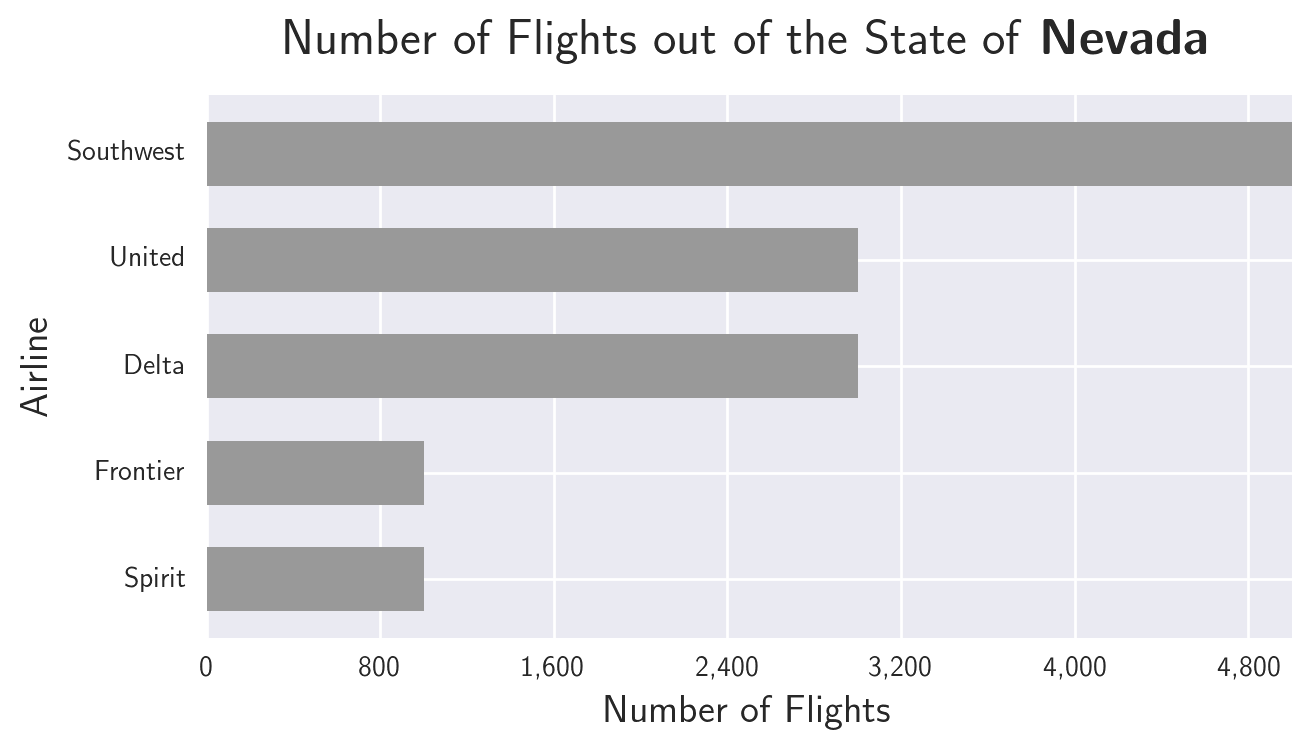 Number of Flights out of the State of Nevada
Southwest
United
Delta
Frontier
Spirit
Airline
0 800 1,600 2,400 3,200 4,000 4,800
Number of Flights